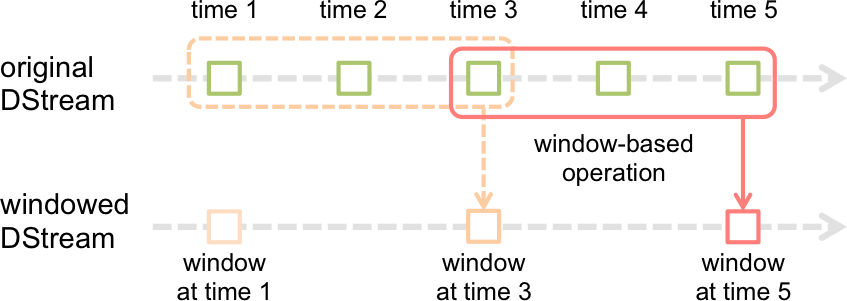 time 1 time 2 time 3 time 4 time 5
original
DStream
window-based
operation
windowed
DStream
window
at time 1
window
at time 3
window
at time 5